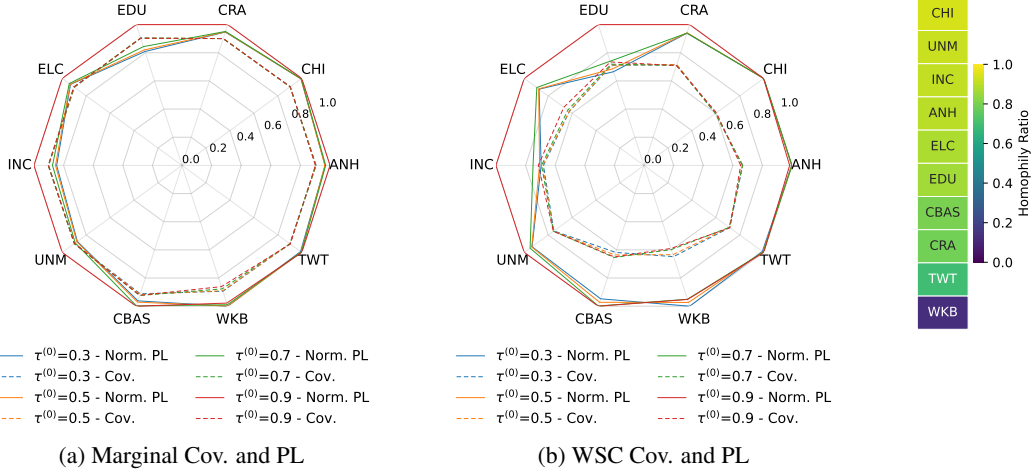 EDU
CRA
ELC
CHI
1.0
0.8
0.6
0.4
0.2
0.0
INC
ANH
UNM
TWT
CBAS
WKB
τ(0)=0.3 - Norm. PL
τ(0)=0.3 - Cov.
τ(0)=0.5 - Norm. PL
τ(0)=0.5 - Cov.
τ(0)=0.7 - Norm. PL
τ(0)=0.7 - Cov.
τ(0)=0.9 - Norm. PL
τ(0)=0.9 - Cov.
(a) Marginal Cov. and PL
EDU
CRA
ELC
CHI
1.0
0.8
0.6
0.4
0.2
0.0
INC
ANH
UNM
TWT
CBAS
WKB
τ(0)=0.3 - Norm. PL
τ(0)=0.3 - Cov.
τ(0)=0.5 - Norm. PL
τ(0)=0.5 - Cov.
τ(0)=0.7 - Norm. PL
τ(0)=0.7 - Cov.
τ(0)=0.9 - Norm. PL
τ(0)=0.9 - Cov.
(b) WSC Cov. and PL
CHI
UNM
INC
ANH
ELC
EDU
CBAS
CRA
TWT
WKB
1.0
0.8
0.6
0.4
0.2
0.0
Homophily Ratio